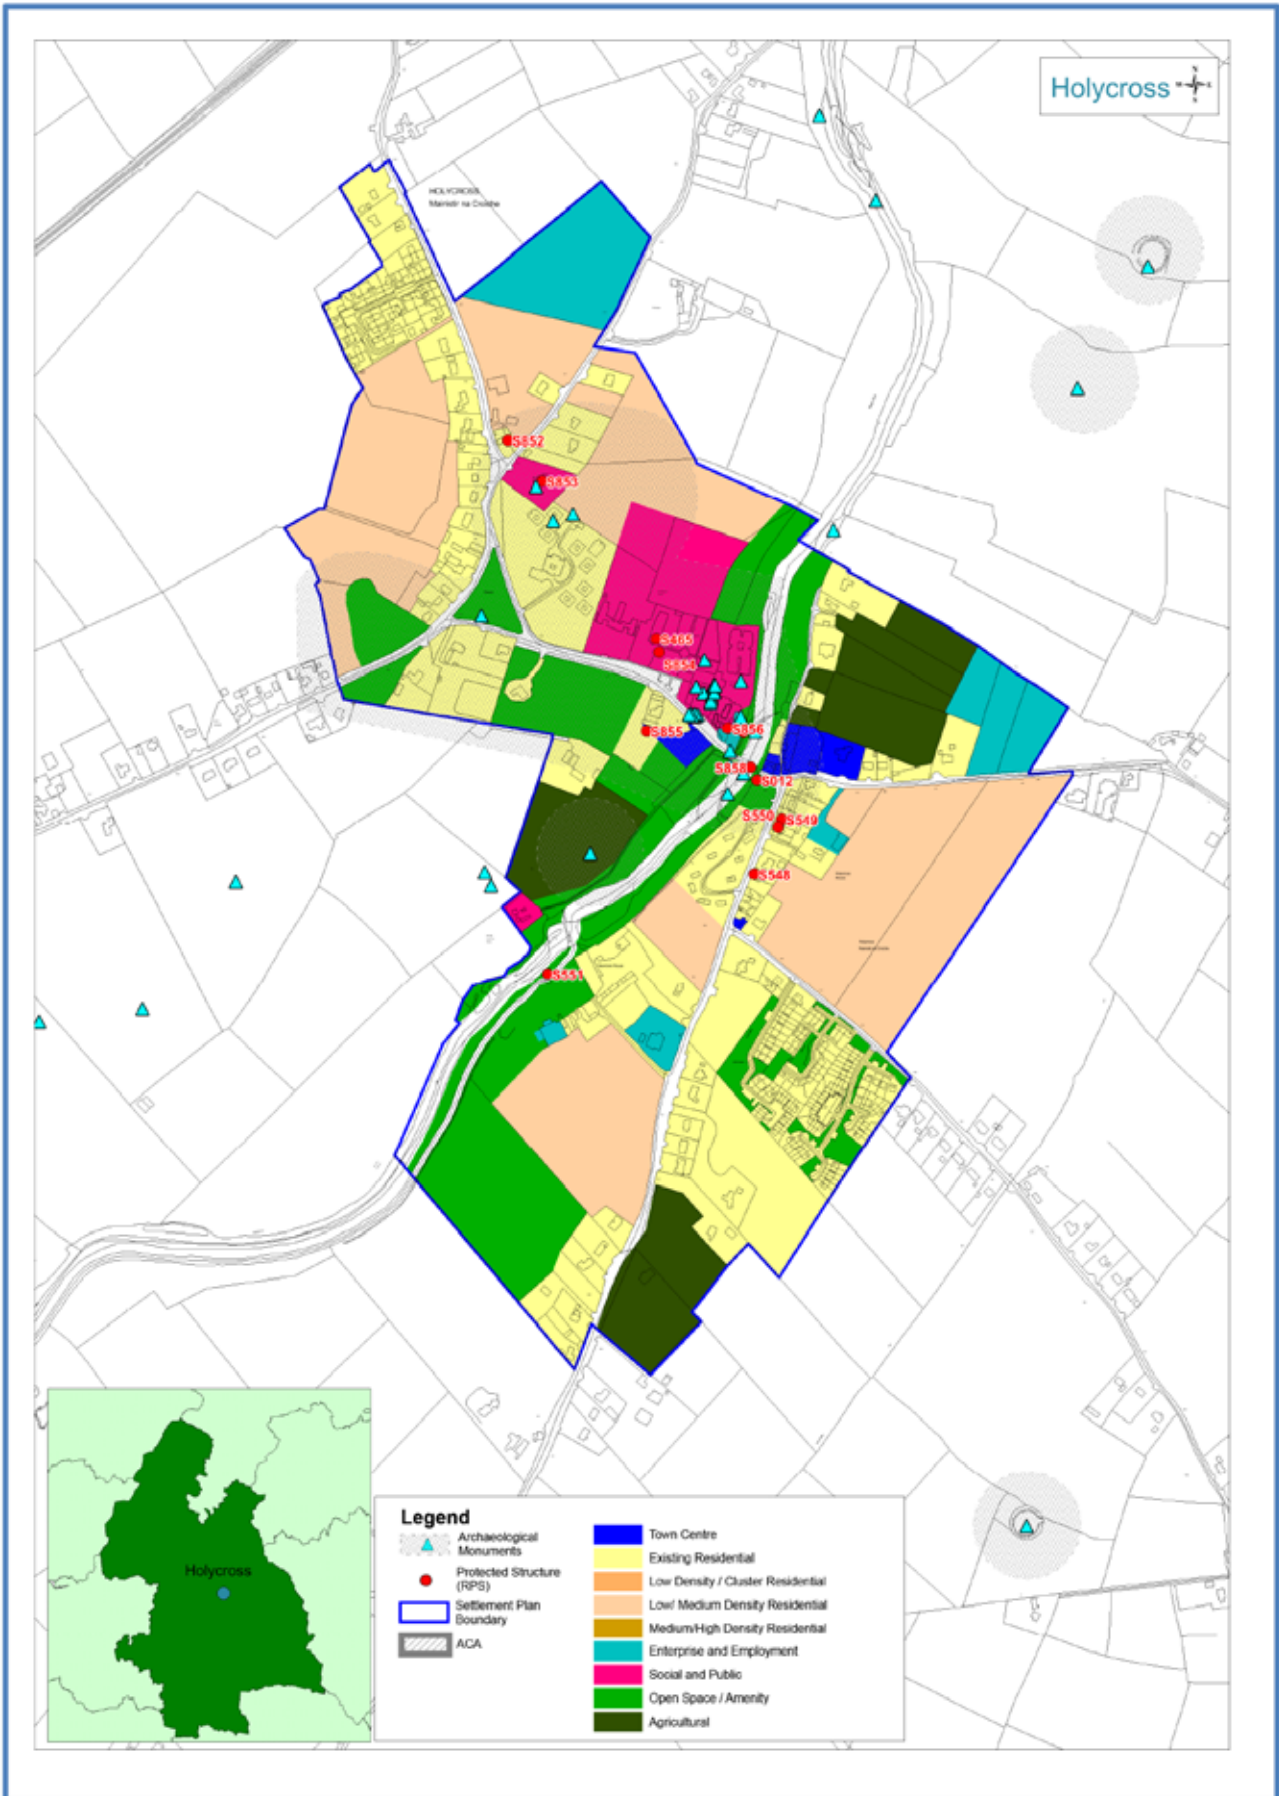 Holycross
N
W E
S
HOLYCROSS
Mainistir na Croiche
S852
S853
S465
S854
S855
S856
S858
S012
S550
S549
S548
S551
Holycross
Legend
Archaeological
Monuments
Protected Structure
(RPS)
Settlement Plan
Boundary
ACA
Town Centre
Existing Residential
Low Density / Cluster Residential
Low/ Medium Density Residential
Medium/High Density Residential
Enterprise and Employment
Social and Public
Open Space / Amenity
Agricultural